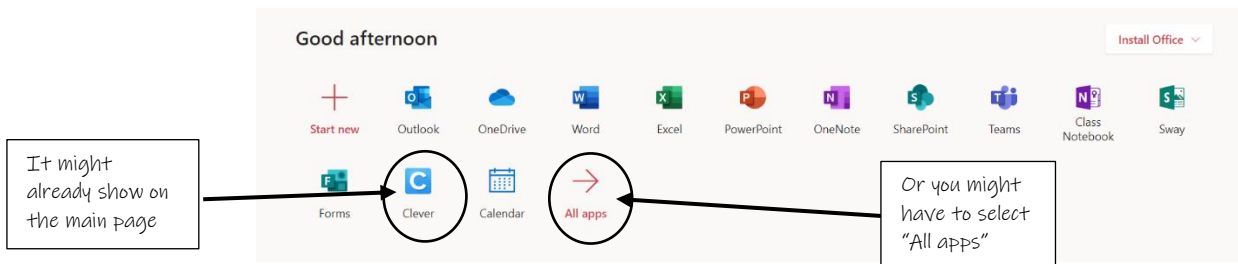 Good afternoon
Install Office
Start new
Outlook
OneDrive
Word
Excel
PowerPoint
OneNote
SharePoint
Teams
Class
Notebook
Sway
Forms
Clever
Calendar
All apps
It might
already show on
the main page
Or you might
have to select
"All apps"